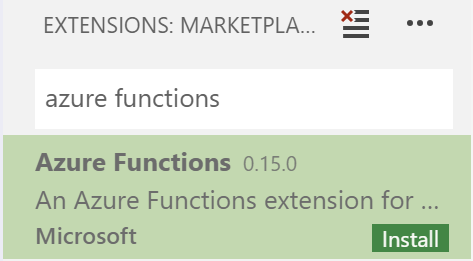 EXTENSIONS: MARKETPLA...
azure functions
Azure Functions 0.15.0
An Azure Functions extension for ...
Microsoft Install